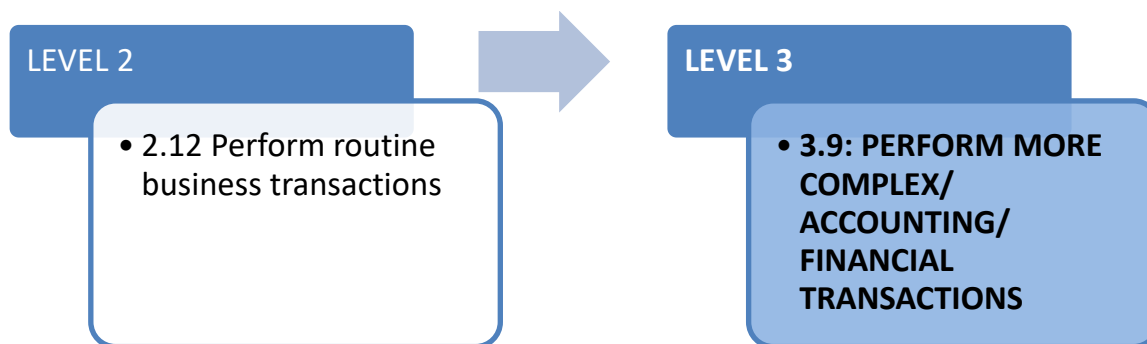 LEVEL 2
• 2.12 Perform routine
business transactions
LEVEL 3
• 3.9: PERFORM MORE
COMPLEX/
ACCOUNTING/
FINANCIAL
TRANSACTIONS